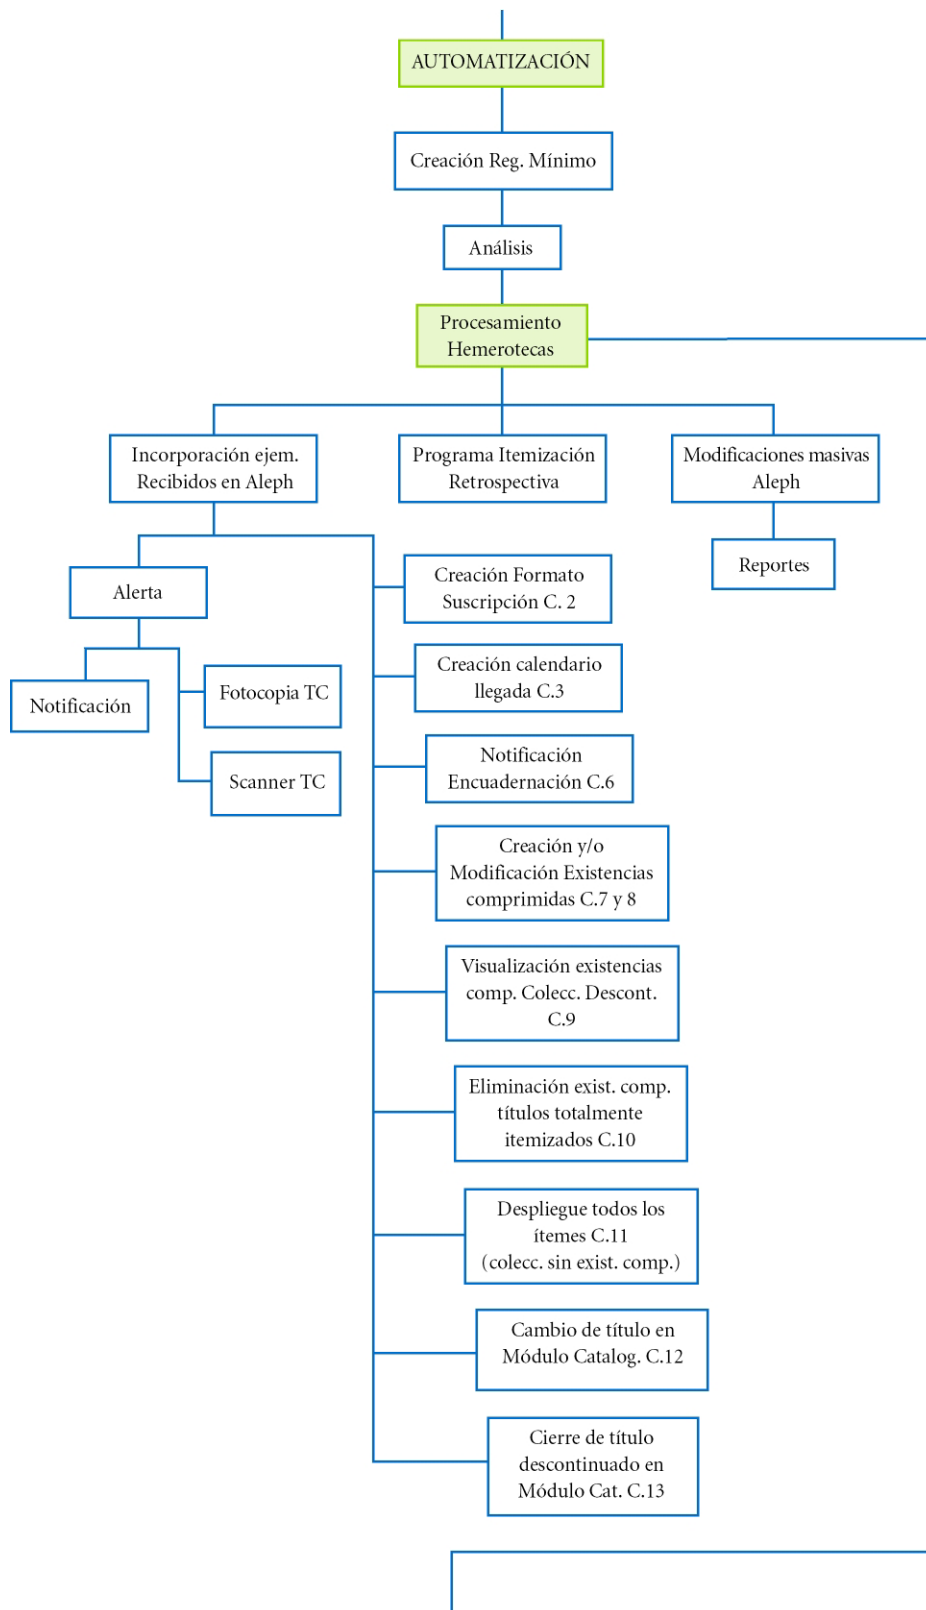 AUTOMATIZACIÓN
Creación Reg. Mínimo
Análisis
Procesamiento
Hemerotecas
Incorporación ejem.
Recibidos en Aleph
Programa Itemización
Retrospectiva
Modificaciones masivas
Aleph
Reportes
Alerta
Notificación
Fotocopia TC
Scanner TC
Creación Formato
Suscripción C. 2
Creación calendario
llegada C.3
Notificación
Encuadernación C.6
Creación y/o
Modificación Existencias
comprimidas C.7 y 8
Visualización existencias
comp. Colecc. Descont.
C.9
Eliminación exist. comp.
títulos totalmente
itemizados C.10
Despliegue todos los
ítemes C.11
(colecc. sin exist. comp.)
Cambio de título en
Módulo Catalog. C.12
Cierre de título
descontinuado en
Módulo Cat. C.13